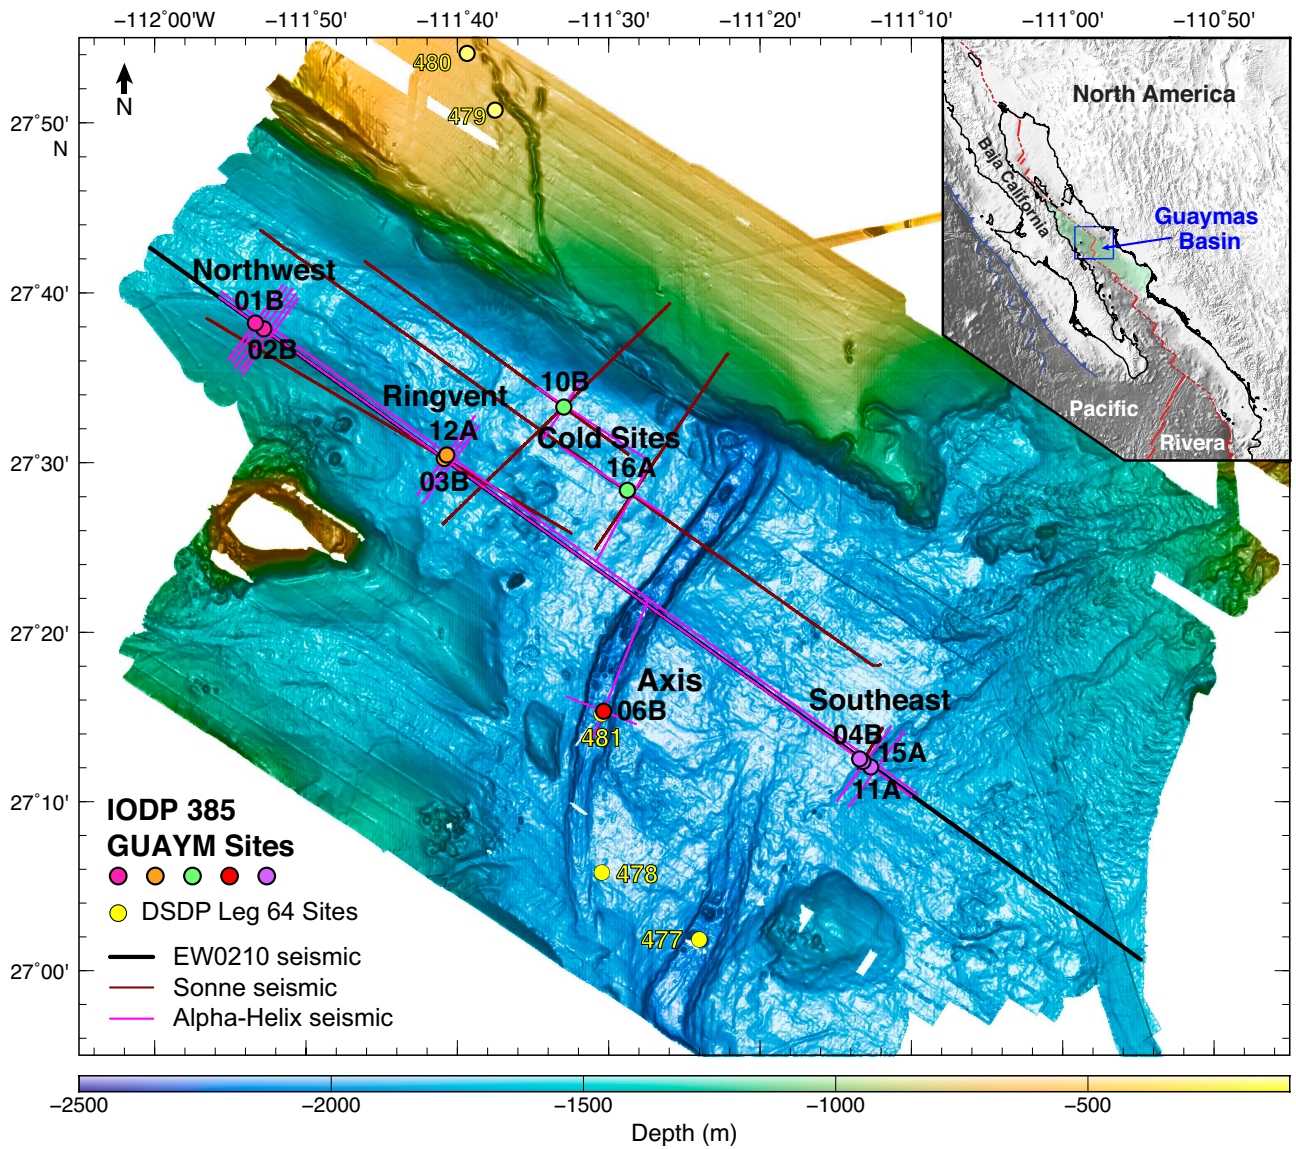 −112°00'W
−111°50'
−111°40'
−111°30'
−111°20'
−111°10'
−111°00'
−110°50'
27°50'
N
27°40'
27°30'
27°20'
27°10'
27°00'
N
480
479
North America
Baja California
Guaymas
Basin
Pacific
Rivera
Northwest
01B
02B
Ringvent
12A
03B
10B
Cold Sites
16A
Axis
06B
481
Southeast
04B
15A
11A
478
477
IODP 385
GUAYM Sites
DSDP Leg 64 Sites
EW0210 seismic
Sonne seismic
Alpha-Helix seismic
−2500
−2000
−1500
−1000
−500
Depth (m)